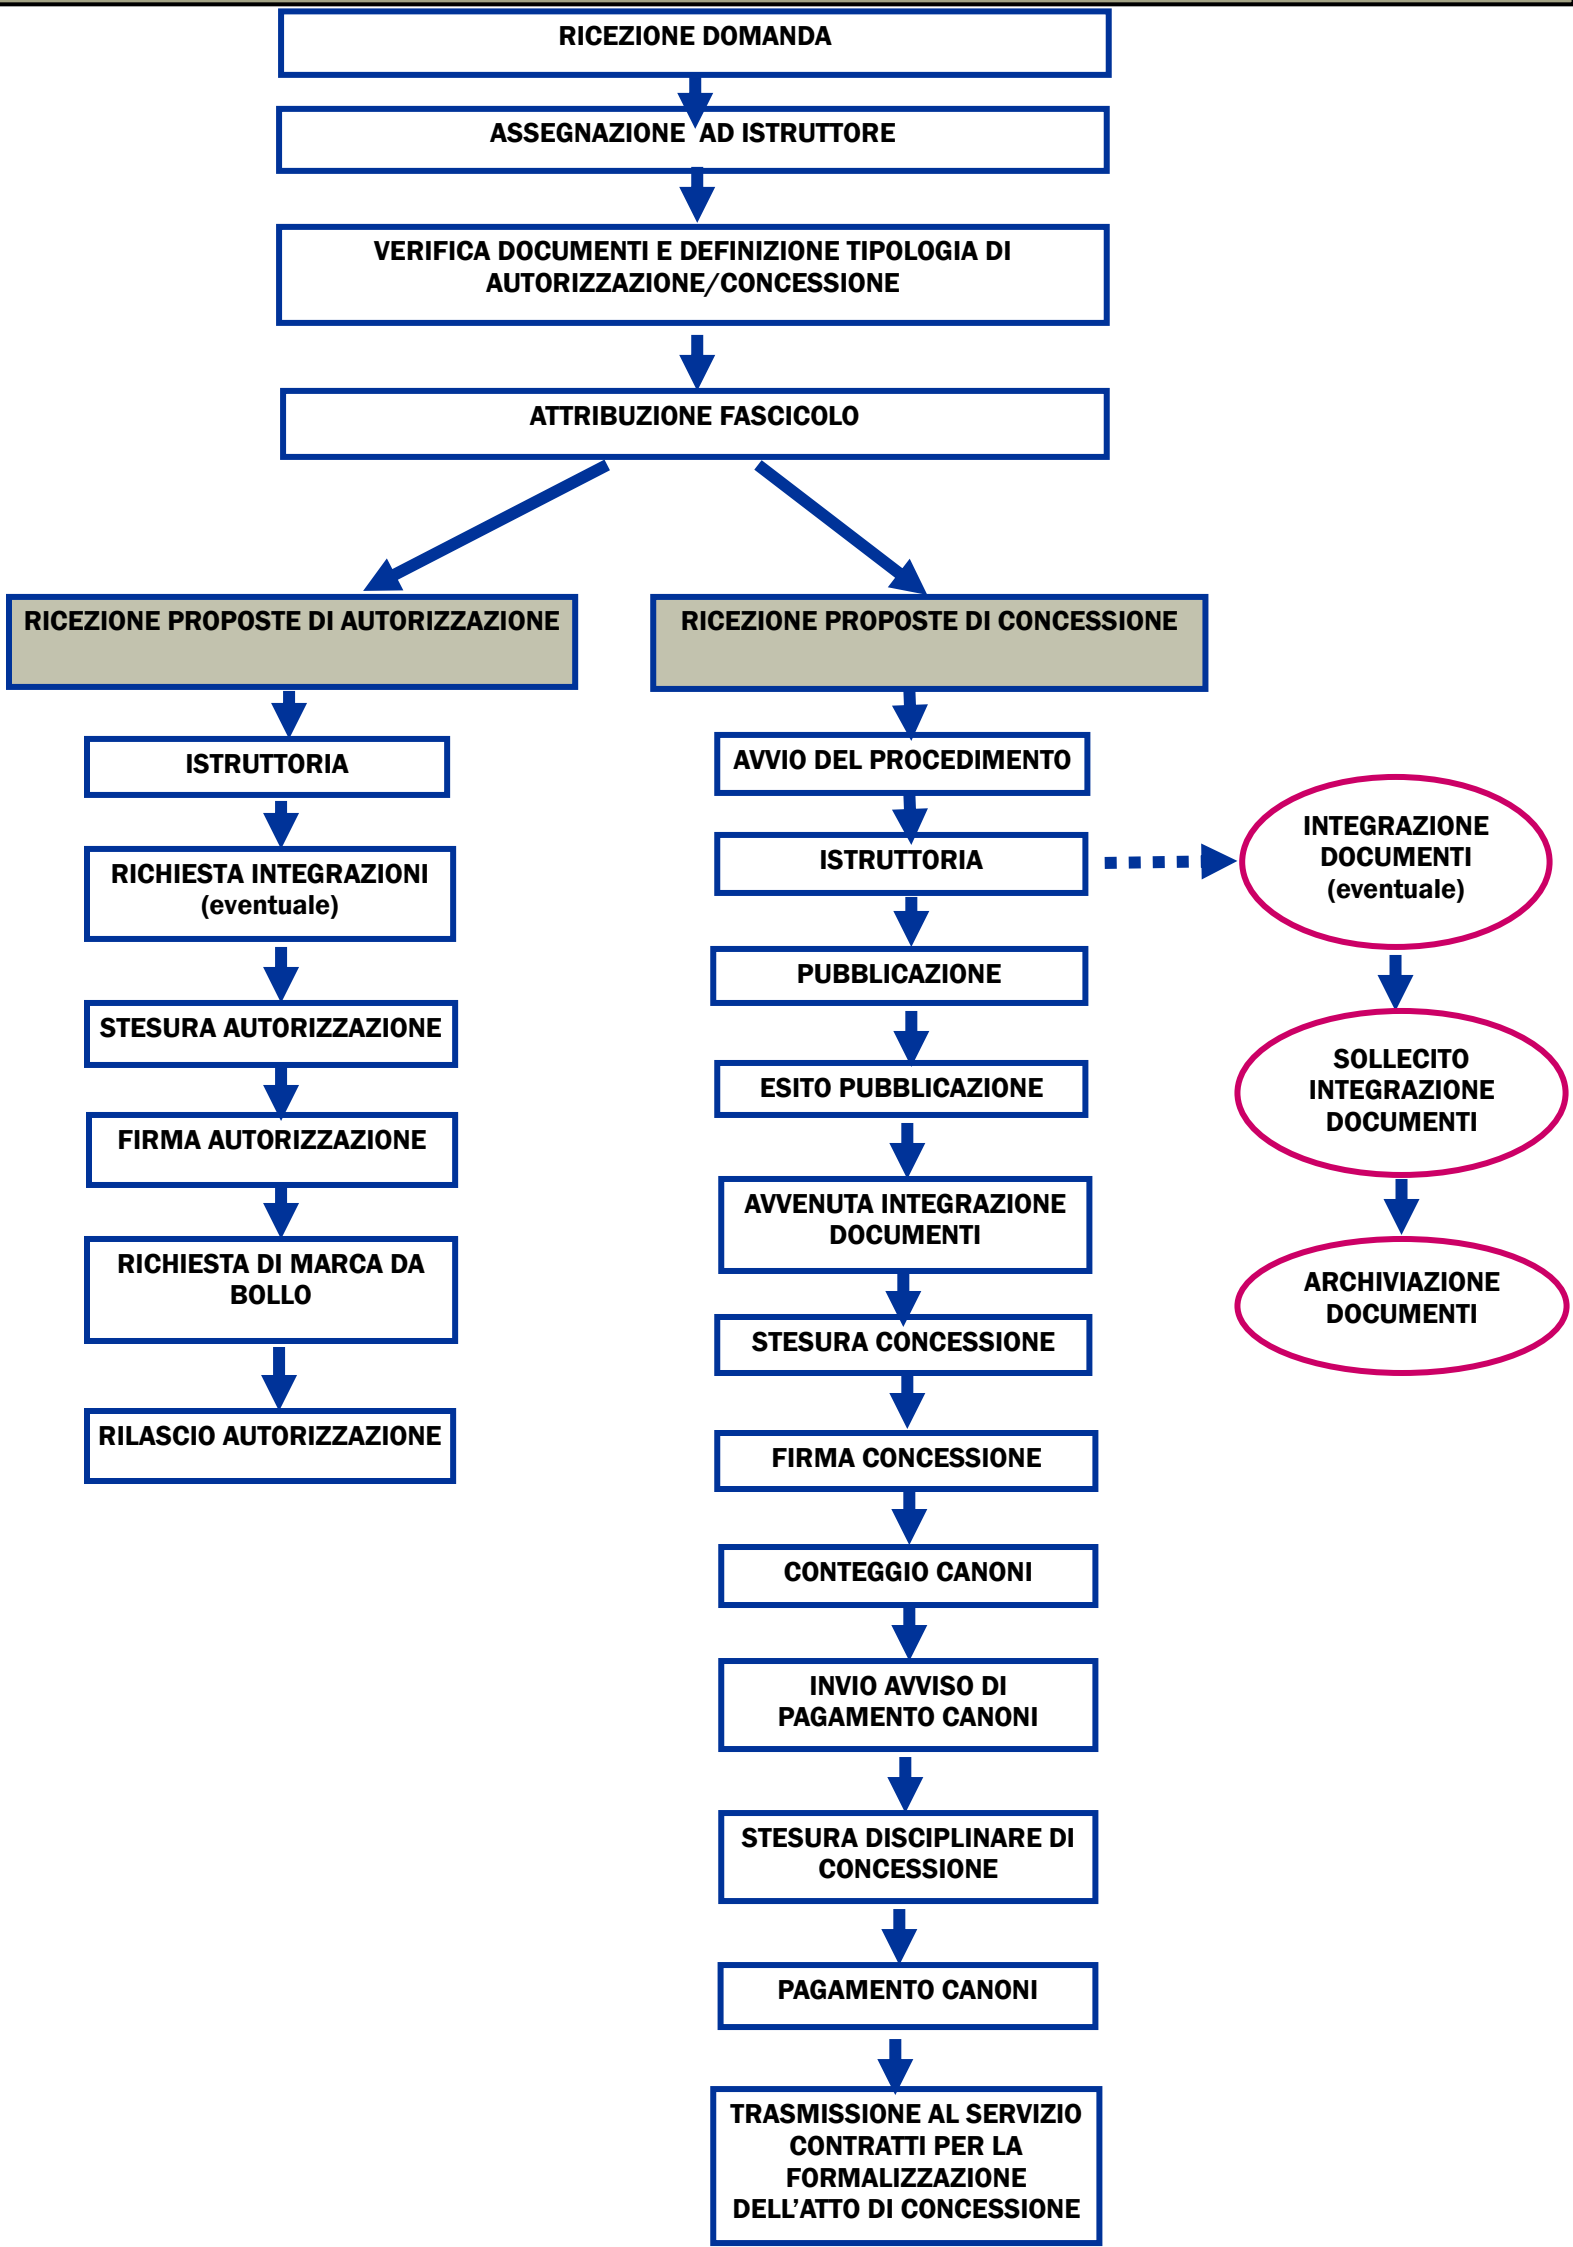 RICEZIONE DOMANDA
ASSEGNAZIONE AD ISTRUTTORE
VERIFICA DOCUMENTI E DEFINIZIONE TIPOLOGIA DI
AUTORIZZAZIONE/CONCESSIONE
ATTRIBUZIONE FASCICOLO
RICEZIONE PROPOSTE DI AUTORIZZAZIONE
ISTRUTTORIA
RICHIESTA INTEGRAZIONI
(eventuale)
STESURA AUTORIZZAZIONE
FIRMA AUTORIZZAZIONE
RICHIESTA DI MARCA DA
BOLLO
RILASCIO AUTORIZZAZIONE
RICEZIONE PROPOSTE DI CONCESSIONE
AVVIO DEL PROCEDIMENTO
ISTRUTTORIA
PUBBLICAZIONE
ESITO PUBBLICAZIONE
AVVENUTA INTEGRAZIONE
DOCUMENTI
STESURA CONCESSIONE
FIRMA CONCESSIONE
CONTEGGIO CANONI
INVIO AVVISO DI
PAGAMENTO CANONI
STESURA DISCIPLINARE DI
CONCESSIONE
PAGAMENTO CANONI
TRASMISSIONE AL SERVIZIO
CONTRATTI PER LA
FORMALIZZAZIONE
DELL'ATTO DI CONCESSIONE
INTEGRAZIONE
DOCUMENTI
(eventuale)
SOLLECITO
INTEGRAZIONE
DOCUMENTI
ARCHIVIAZIONE
DOCUMENTI